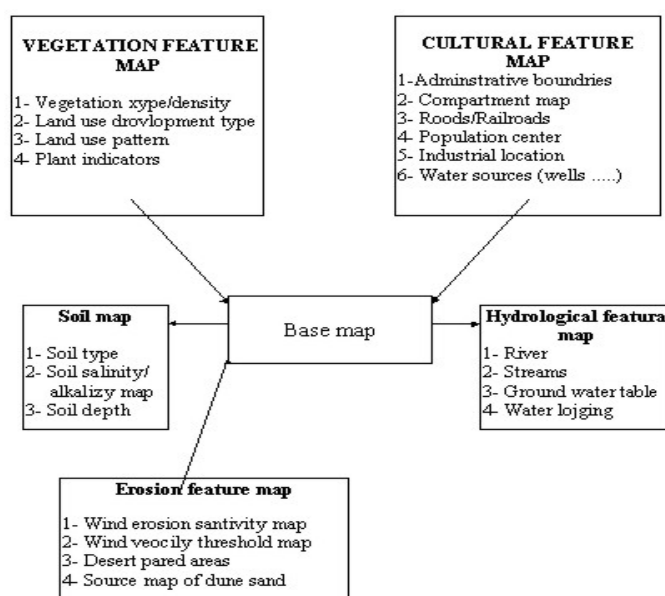 VEGETATION FEATURE
MAP
1- Vegetation xype/density
2- Land use drovlopment type
3- Land use pattern
4- Plant indicators
CULTURAL FEATURE
MAP
1-Adminstrative boundries
2- Compartment map
3- Roods/Railroads
4- Population center
5- Industrial location
6- Water sources (wells .....)
Base map
Soil map
1- Soil type
2- Soil salinity/
alkalizy map
3- Soil depth
Hydrological featura
map
1- River
2- Streams
3- Ground water table
4- Water lojging
Erosion feature map
1- Wind erosion santivity map
2- Wind veocily threshold map
3- Desert pared areas
4- Source map of dune sand